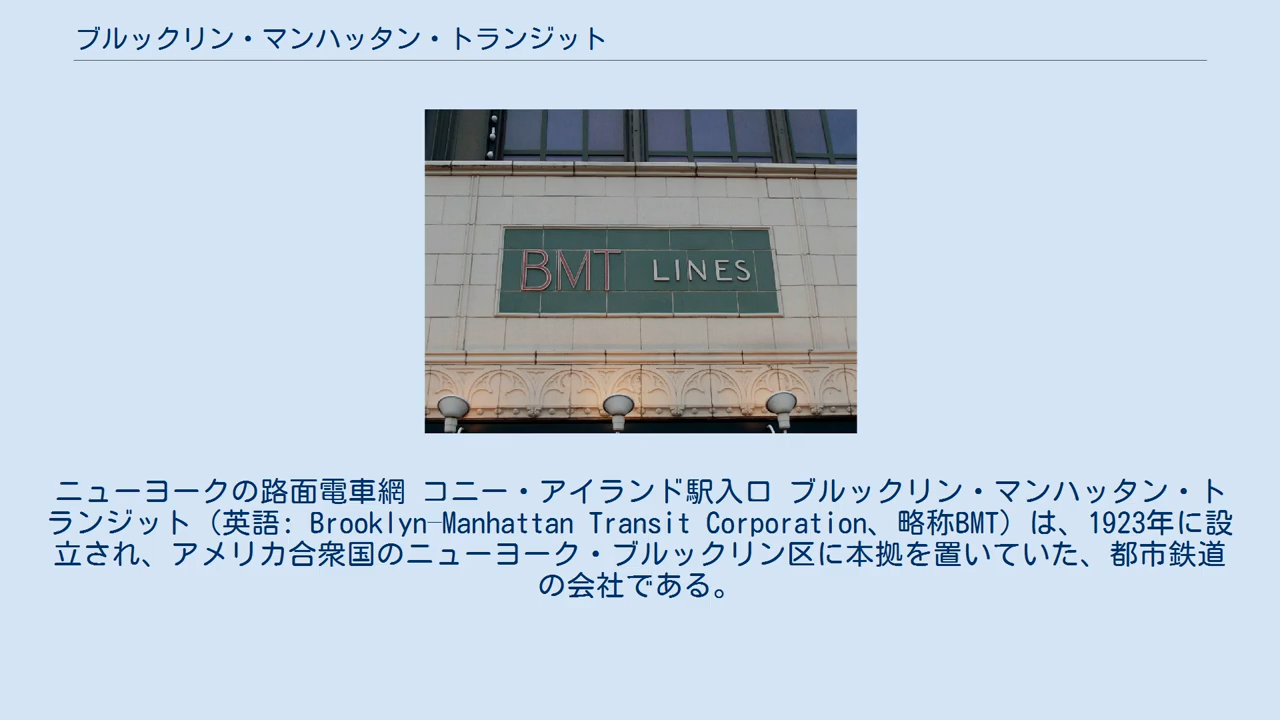 ブルックリン・マンハッタン・トランジット
BMT LINES
ニューヨークの路面電車網 コニー・アイランド駅入口 ブルックリン・マンハッタン・ト
ランジット（英語: Brooklyn–Manhattan Transit Corporation、略称BMT）は、1923年に設
立され、アメリカ合衆国のニューヨーク・ブルックリン区に本拠を置いていた、都市鉄道
の会社である。